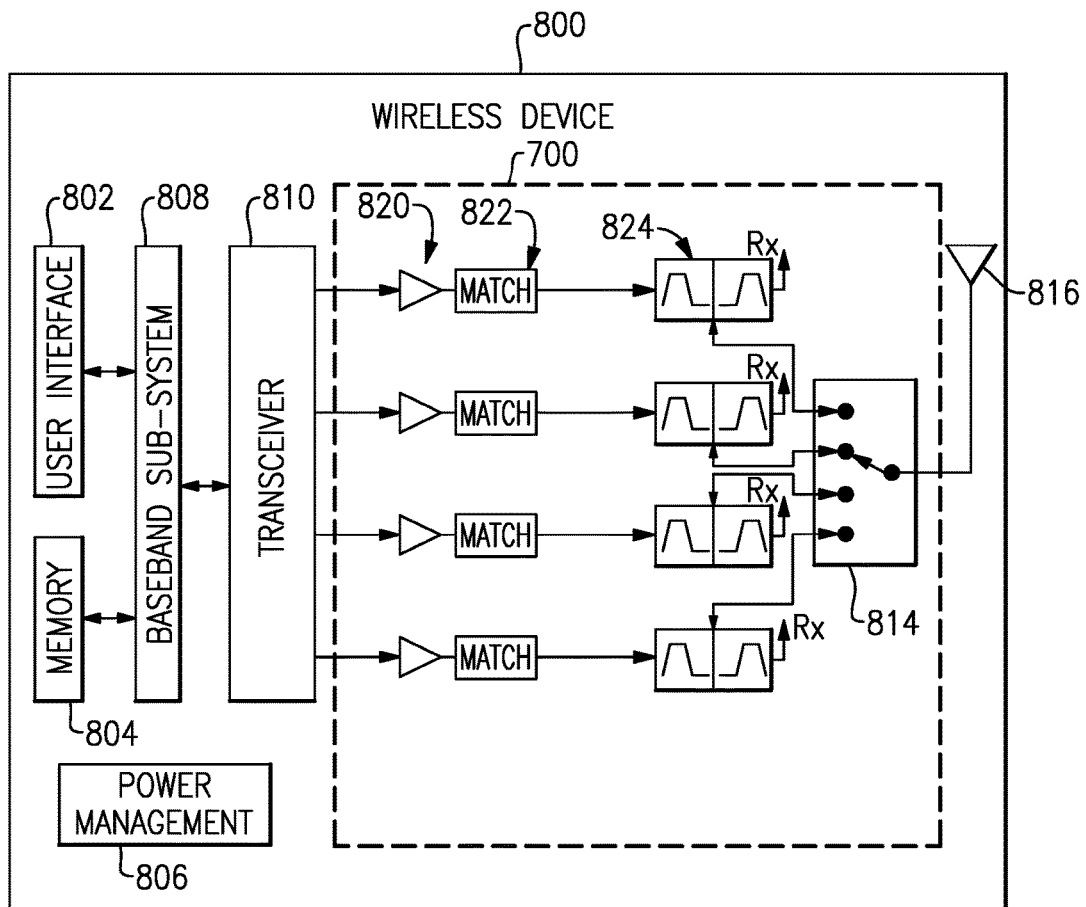 800
WIRELESS DEVICE
700
802
808
810
820
822
824
Rx
816
USER INTERFACE
BASEBAND SUB-SYSTEM
TRANSCEIVER
MATCH
Rx
MATCH
Rx
MATCH
814
MEMORY
Rx
MATCH
804
POWER
MANAGEMENT
806